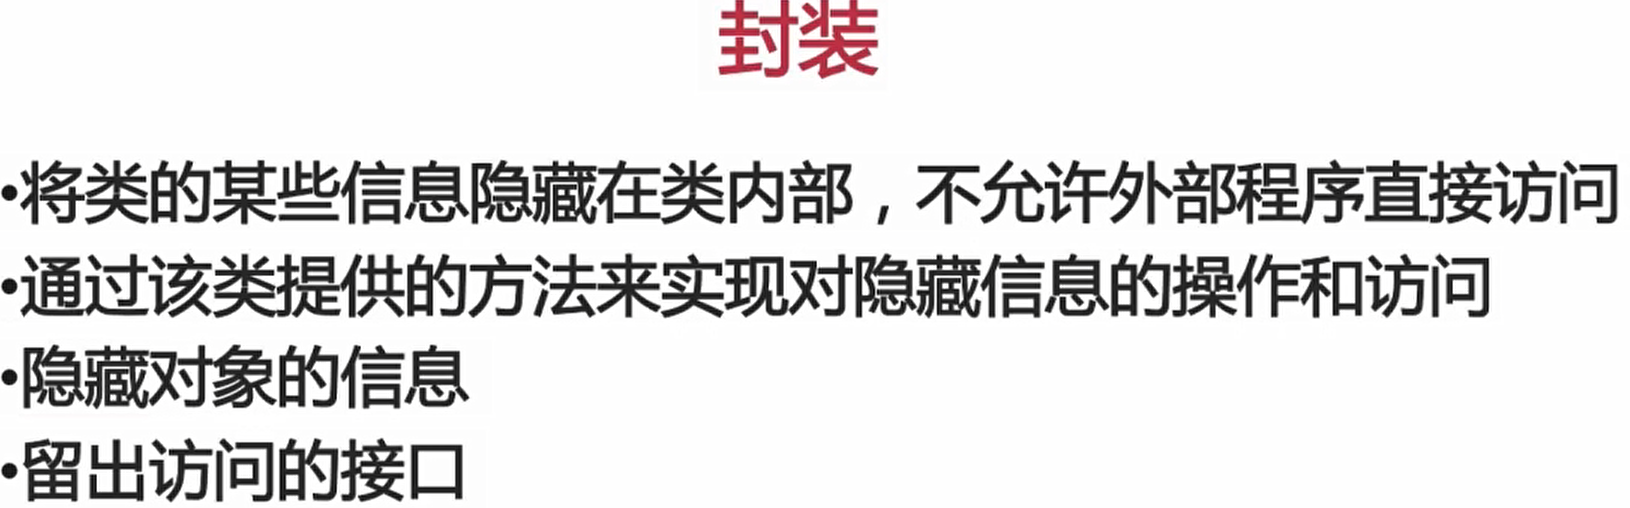 封装
•将类的某些信息隐藏在类内部，不允许外部程序直接访问
•通过该类提供的方法来实现对隐藏信息的操作和访问
•隐藏对象的信息
•留出访问的接口